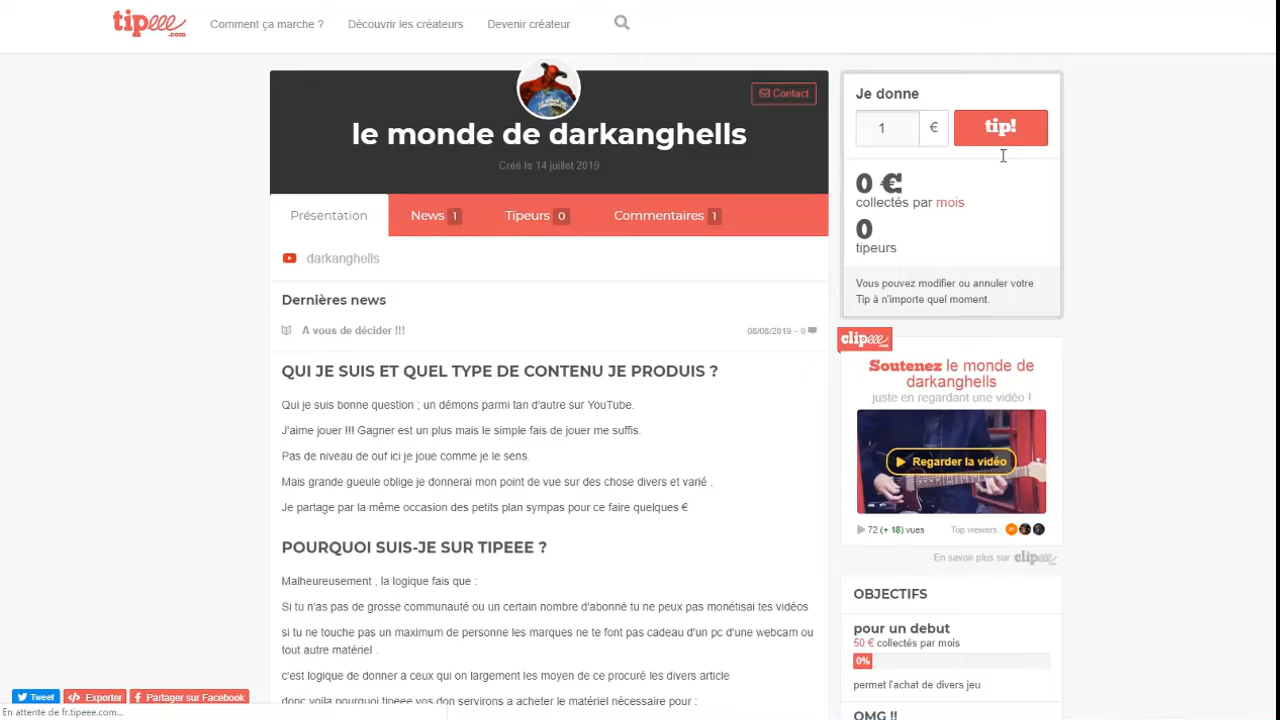 tipeee
.com
Comment ça marche ?
Découvrir les créateurs
Devenir créateur
Contact
le monde de darkanghells
Créé le 14 juillet 2019
Présentation
News 1
Tipeurs 0
Commentaires 1
darkanghells
Dernières news
A vous de décider !!!
08/08/2019 - 0
QUI JE SUIS ET QUEL TYPE DE CONTENU JE PRODUIS ?
Qui je suis bonne question ; un démons parmi tan d'autre sur YouTube.
J'aime jouer !!! Gagner est un plus mais le simple fais de jouer me suffis.
Pas de niveau de ouf ici je joue comme je le sens.
Mais grande gueule oblige je donnerai mon point de vue sur des chose divers et varié .
Je partage par la même occasion des petits plan sympas pour ce faire quelques €
POURQUOI SUIS-JE SUR TIPEEE ?
Malheureusement , la logique fais que :
Si tu n'as pas de grosse communauté ou un certain nombre d'abonné tu ne peux pas monétisai tes vidéos
si tu ne touche pas un maximum de personne les marques ne te font pas cadeau d'un pc d'une webcam ou
tout autre matériel .
c'est logique de donner a ceux qui on largement les moyen de ce procuré les divers article
donc voila pourquoi tipeee vos don servirons a acheter le matériel nécessaire pour :
Je donne
1 €
tip!
0 €
collectés par mois
0
tipeurs
Vous pouvez modifier ou annuler votre
Tip à n'importe quel moment.
clipeee
.com
Soutenez le monde de
darkanghells
juste en regardant une vidéo !
Regarder la vidéo
72 (+ 18) vues
Top viewers :
En savoir plus sur clipeee
OBJECTIFS
pour un debut
50 € collectés par mois
0%
permet l'achat de divers jeu
OMG !!
Tweet
Exporter
Partager sur Facebook
En attente de fr.tipeee.com...